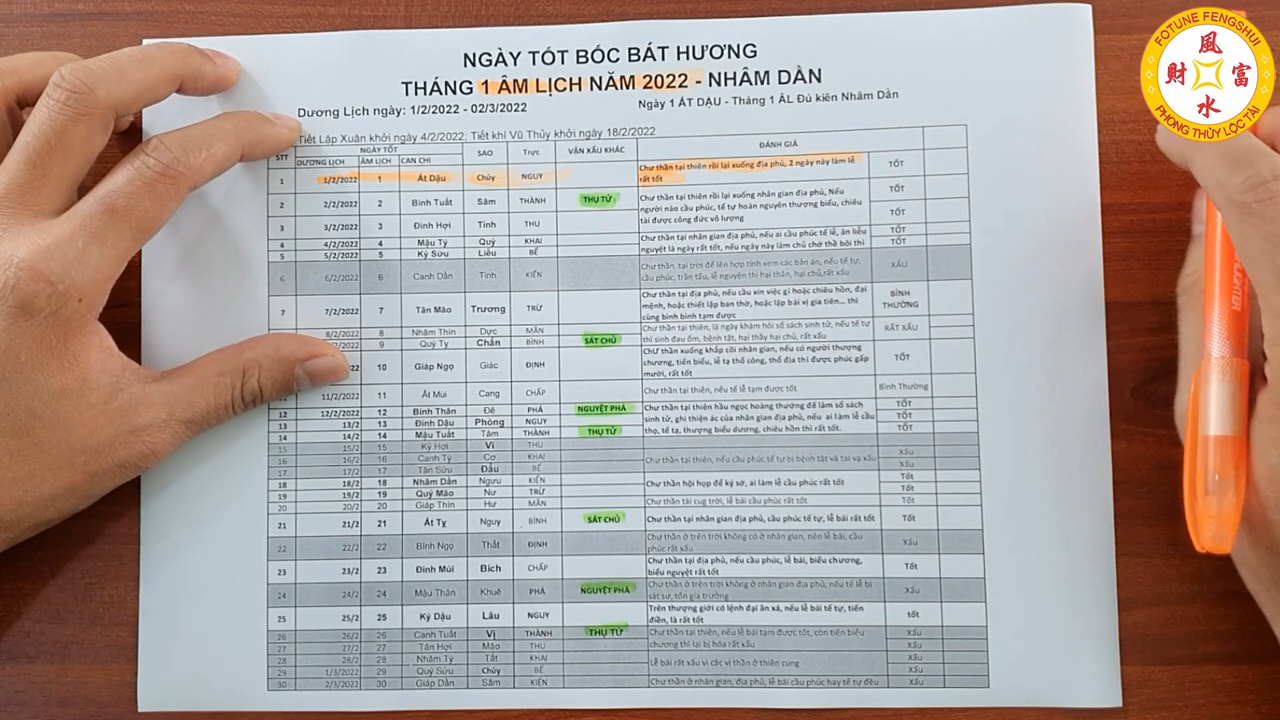 FOTUNE FENGSHUI
風
財 富
水
PHONG THỦY LỘC TÀI
NGÀY TỐT BỐC BÁT HƯƠNG
THÁNG 1 ÂM LỊCH NĂM 2022 - NHÂM DẦN
Dương Lịch ngày: 1/2/2022 - 02/3/2022
Ngày 1 ÁT DẬU - Tháng 1 ÂL Đủ kiên Nhâm Dần
Tiết Lập Xuân khởi ngày 4/2/2022; Tiết khí Vũ Thủy khởi ngày 18/2/2022
STT NGÀY TỐT SAO Trực VẬN XẤU KHÁC ĐÁNH GIÁ
DƯƠNG LỊCH ÂM LỊCH CAN CHI
1 1/2/2022 1 Át Dậu Chủy NGUY Chư thần tại thiên rồi lại xuống địa phủ, 2 ngày này làm lễ rất tốt TỐT
2 2/2/2022 2 Bính Tuất Sâm THÀNH THỤ TỬ Chư thần tại thiên rồi lại xuống nhân gian địa phủ, Nếu TỐT
người nào cầu phúc, tế tự hoàn nguyên thượng biểu, chiêu
3 3/2/2022 3 Đinh Hợi Tỉnh THU tài được công đức vô lượng TỐT
4 4/2/2022 4 Mậu Tý Quỷ KHAI Chư thần tại nhân gian địa phủ, nếu ai cầu phúc tế lễ, ăn liễu TỐT
5 5/2/2022 5 Kỷ Sửu Liễu BẾ nguyệt là ngày rất tốt, nếu ngày này làm chủ chớ thề bồi thì TỐT
6 6/2/2022 6 Canh Dần Tinh KIẾN Chư thần tại trời để lên hợp tính xem các bản án, nếu tế tự, cầu phúc, trần tấu, lễ nguyên thì hại thân, hại chủ,rất xấu XẤU
7 7/2/2022 7 Tân Mão Trương TRỪ Chư thần tại địa phủ, nếu cầu xin việc gì hoặc chiêu hồn, đại mệnh, hoặc thiết lập ban thờ, hoặc lập bài vị gia tiên... thì cũng bình bình tạm được BÌNH THƯỜNG
8/2/2022 8 Nhâm Thìn Dực MÃN Chư thần tại thiên, là ngày khảm hỏi sổ sách sinh tử, nếu tế tự RẤT XẤU
9 Quý Tỵ Chẩn BÌNH SÁT CHỦ thì sinh đau ốm, bệnh tật, hại thầy hại chủ, rất xấu
10 Giáp Ngọ Giác ĐỊNH Chư thần xuống khắp cõi nhân gian, nếu có người thượng chương, tiến biểu, lễ tạ thổ công, thổ địa thì được phúc gấp mười, rất tốt TỐT
11/2/2022 11 Át Mùi Cang CHẤP Chư thần tại thiên, nếu tế lễ tạm được tốt Bình Thường
12 12/2/2022 12 Bính Thân Đê PHÁ NGUYỆT PHÁ Chư thần tại thiên hầu ngọc hoàng thượng để làm sổ sách TỐT
13 13/2 13 Đinh Dậu Phòng NGUY sinh tử, ghi thiện ác của nhân gian địa phủ, nếu ai làm lễ cầu TỐT
14 14/2 14 Mậu Tuất Tâm THÀNH THỤ TỬ thọ, tế tạ, thượng biểu dương, chiêu hồn thì rất tốt. TỐT
15 15/2 15 Kỷ Hợi Vĩ THU
16 16/2 16 Canh Tý Cơ KHAI Chư thần tại thiên, nếu cầu phúc tế tự bị bệnh tật và tai vạ xấu Xấu
17 17/2 17 Tân Sửu Đẩu BẾ Xấu
18 18/2 18 Nhâm Dần Ngưu KIẾN Chư thần hội họp để ký sớ, ai làm lễ cầu phúc rất tốt Tốt
19 19/2 19 Quý Mão Nư TRỪ Tốt
20 20/2 20 Giáp Thìn Hư MÃN Chư thần tài cug trời, lễ bái cầu phúc rất tốt Tốt
21 21/2 21 Át Tỵ Nguy BÌNH SÁT CHỦ Chư thần tại nhân gian địa phủ, cầu phúc tế tự, lễ bái rất tốt Tốt
22 22/2 22 Bính Ngọ Thất ĐỊNH Chư thần ở trên trời không có ở nhân gian, nên lễ bái, cầu phúc rất xấu Xấu
23 23/2 23 Đinh Mùi Bích CHẤP Chư thần tại địa phủ, nếu cầu phúc, lễ bái, biểu chương, biểu nguyệt rất tốt Tốt
24 24/2 24 Mậu Thân Khuê PHÁ NGUYỆT PHÁ Chư thần ở trên trời không ở nhân gian địa phủ, nếu tế lễ bị sát sư, tổn gia trưởng Xấu
25 25/2 25 Kỷ Dậu Lâu NGUY Trên thượng giới có lệnh đại ân xá, nếu lễ bái tế tự, tiến điền, là rất tốt tốt
26 26/2 26 Canh Tuất Vị THÀNH THỤ TỬ Chư thần tại thiên, nếu lễ bái tạm được tốt, còn tiến biểu Xấu
27 27/2 27 Tân Hợi Mão THU chương thì lại bị hóa rất xấu Xấu
28 28/2 28 Nhâm Tý Tất KHAI Lễ bái rất xấu vì các vị thần ở thiên cung Xấu
29 1/3/2022 29 Quý Sửu Chủy BẾ Xấu
30 2/3/2022 30 Giáp Dần Sâm KIẾN Chư thần ở nhân gian, địa phủ, lễ bái cầu phúc hay tế tự đều Xấu